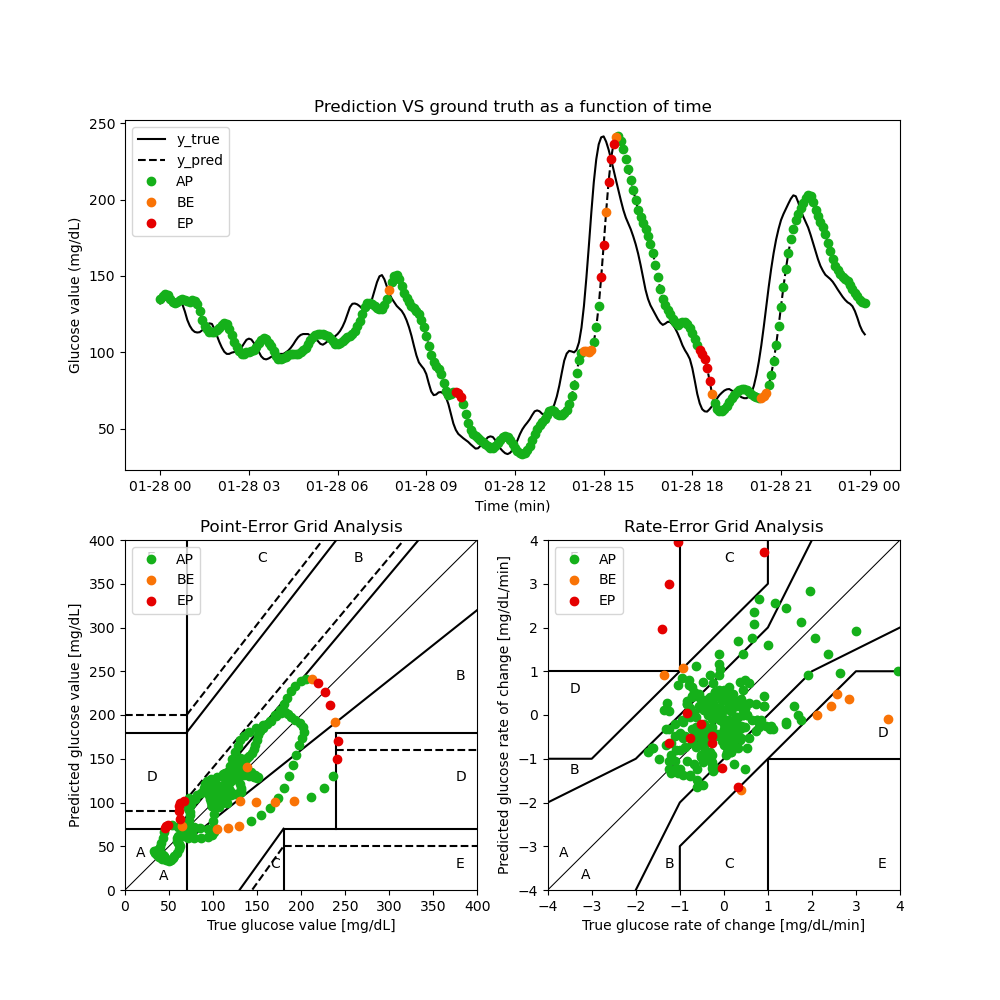 Prediction VS ground truth as a function of time
Glucose value (mg/dL)
250
200
150
100
50
y_true
y_pred
AP
BE
EP
01-28 00 01-28 03 01-28 06 01-28 09 01-28 12 01-28 15 01-28 18 01-28 21 01-29 00
Time (min)
Point-Error Grid Analysis
Predicted glucose value [mg/dL]
400
350
300
250
200
150
100
50
0
AP
BE
EP
C
B
B
D
D
A
A
C
E
0 50 100 150 200 250 300 350 400
True glucose value [mg/dL]
Rate-Error Grid Analysis
Predicted glucose rate of change [mg/dL/min]
4
3
2
1
0
−1
−2
−3
−4
AP
BE
EP
C
D
D
B
A
A
B
C
E
−4 −3 −2 −1 0 1 2 3 4
True glucose rate of change [mg/dL/min]